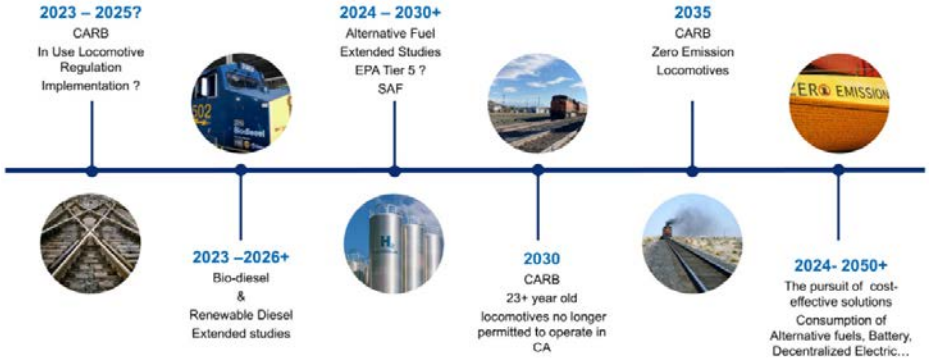 2023 – 2025?
CARB
In Use Locomotive
Regulation
Implementation ?
2023 –2026+
Bio-diesel
&
Renewable Diesel
Extended studies
2024 – 2030+
Alternative Fuel
Extended Studies
EPA Tier 5 ?
SAF
2030
CARB
23+ year old
locomotives no longer
permitted to operate in
CA
2035
CARB
Zero Emission
Locomotives
2024- 2050+
The pursuit of cost-
effective solutions
Consumption of
Alternative fuels, Battery,
Decentralized Electric...
602
Biodiesel
H₂
ZERO EMISSION